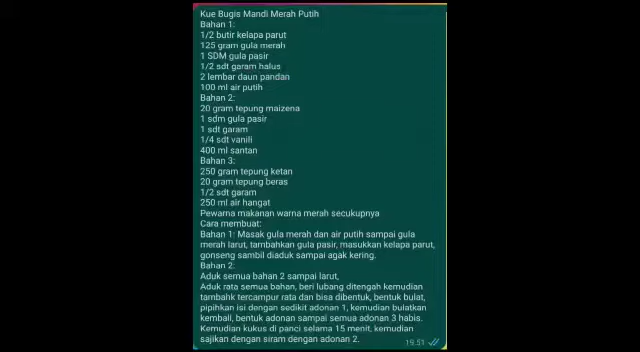 Kue Bugis Mandi Merah Putih
Bahan 1:
1/2 butir kelapa parut
125 gram gula merah
1 SDM gula pasir
1/2 sdt garam halus
2 lembar daun pandan
100 ml air putih
Bahan 2:
20 gram tepung maizena
1 sdm gula pasir
1 sdt garam
1/4 sdt vanili
400 ml santan
Bahan 3:
250 gram tepung ketan
20 gram tepung beras
1/2 sdt garam
250 ml air hangat
Pewarna makanan warna merah secukupnya
Cara membuat:
Bahan 1: Masak gula merah dan air putih sampai gula
merah larut, tambahkan gula pasir, masukkan kelapa parut,
gonseng sambil diaduk sampai agak kering.
Bahan 2:
Aduk semua bahan 2 sampai larut,
Aduk rata semua bahan, beri lubang ditengah kemudian
tambahk tercampur rata dan bisa dibentuk, bentuk bulat,
pipihkan isi dengan sedikit adonan 1, kemudian bulatkan
kembali, bentuk adonan sampai semua adonan 3 habis.
Kemudian kukus di panci selama 15 menit, kemudian
sajikan dengan siram dengan adonan 2.
19.51